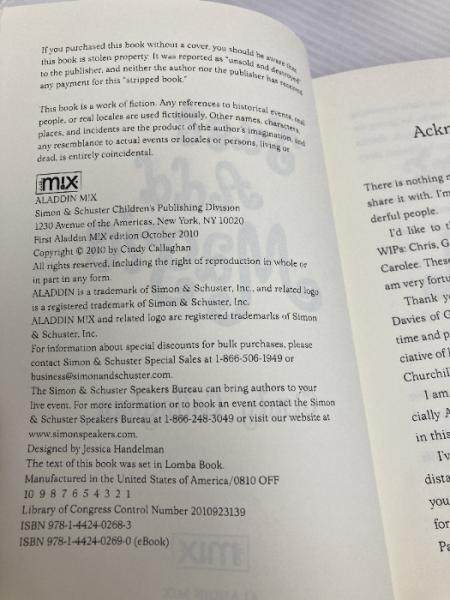 If you purchased this book without a cover, you should be aware that
this book is stolen property. It was reported as "unsold and destroyed"
to the publisher, and neither the author nor the publisher has received
any payment for this "stripped book."
This book is a work of fiction. Any references to historical events, real
people, or real locales are used fictitiously. Other names, characters,
places, and incidents are the product of the author's imagination, and
any resemblance to actual events or locales or persons, living or
dead, is entirely coincidental.
m!x
ALADDIN M!X
Simon & Schuster Children's Publishing Division
1230 Avenue of the Americas, New York, NY 10020
First Aladdin M!X edition October 2010
Copyright © 2010 by Cindy Callaghan
All rights reserved, including the right of reproduction in whole or
in part in any form.
ALADDIN is a trademark of Simon & Schuster, Inc., and related logo
is a registered trademark of Simon & Schuster, Inc.
ALADDIN M!X and related logo are registered trademarks of Simon
& Schuster, Inc.
For information about special discounts for bulk purchases, please
contact Simon & Schuster Special Sales at 1-866-506-1949 or
business@simonandschuster.com.
The Simon & Schuster Speakers Bureau can bring authors to your
live event. For more information or to book an event contact the Simon
& Schuster Speakers Bureau at 1-866-248-3049 or visit our website at
www.simonspeakers.com.
Designed by Jessica Handelman
The text of this book was set in Lomba Book.
Manufactured in the United States of America/0810 OFF
10 9 8 7 6 5 4 3 2 1
Library of Congress Control Number 2010923139
ISBN 978-1-4424-0268-3
ISBN 978-1-4424-0269-0 (eBook)
Ackn
There is nothing
share it with. I'm
derful people.
I'd like to t
WIPs: Chris, G
Carolee. These
am very fortu
Thank yo
Davies of C
time and p
ciative of h
Churchil
I am
cially A
in this
I'v
dista
you
for
Pa